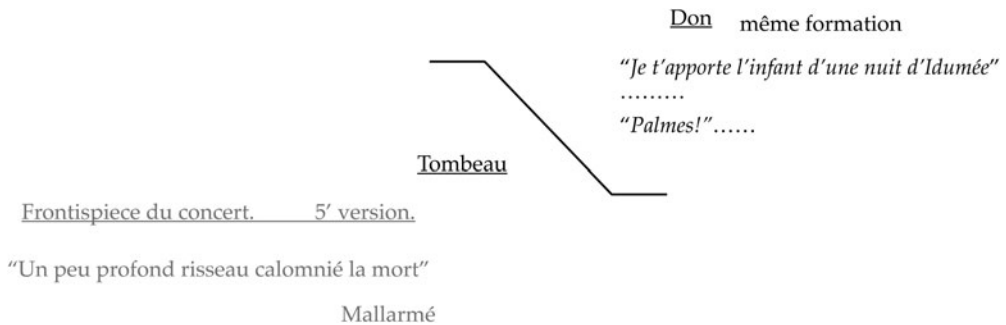 Don même formation
“Je t’apporte l’infant d’une nuit d’Idumée”
………
“Palmes!”……
Tombeau
Frontispiece du concert. 5’ version.
“Un peu profond risseau calomnié la mort”
Mallarmé